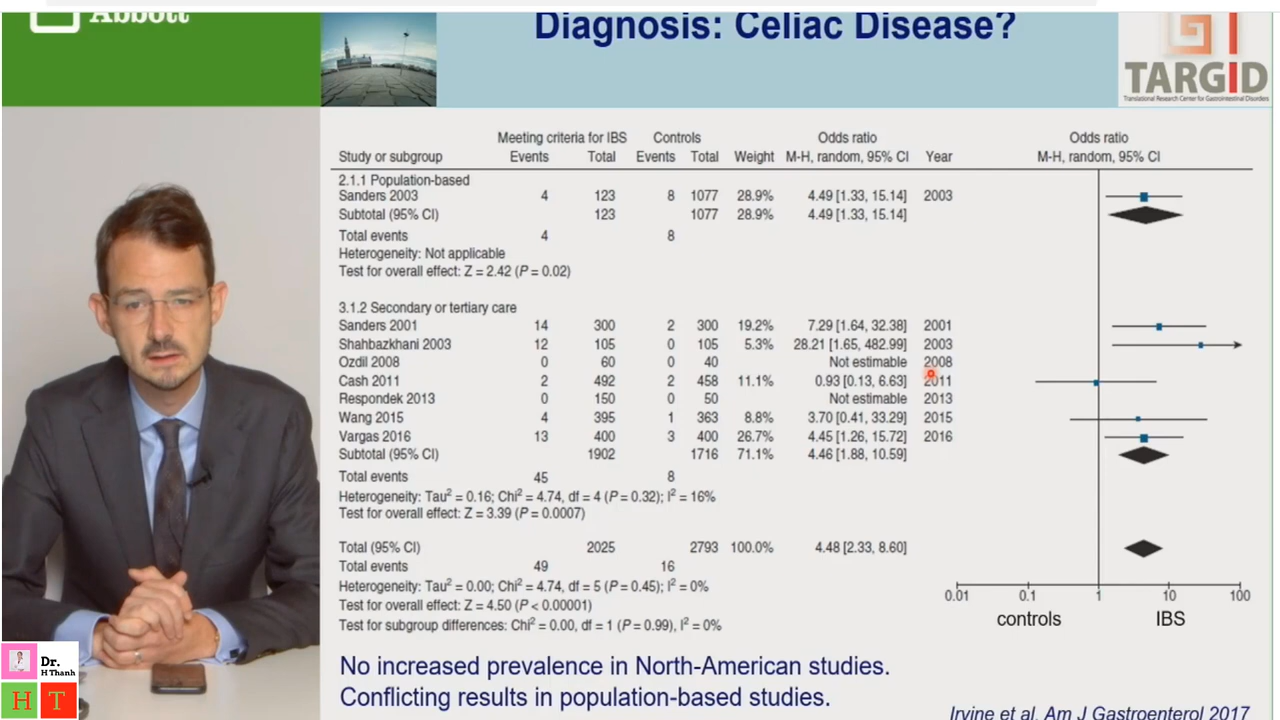 Abbott
Diagnosis: Celiac Disease?
TARGID
Translational Research Center for Gastrointestinal Disorders
Meeting criteria for IBS Controls Odds ratio Odds ratio
Study or subgroup Events Total Events Total Weight M-H, random, 95% CI Year M-H, random, 95% CI
2.1.1 Population-based
Sanders 2003 4 123 8 1077 28.9% 4.49 [1.33, 15.14] 2003
Subtotal (95% CI) 123 1077 28.9% 4.49 [1.33, 15.14]
Total events 4 8
Heterogeneity: Not applicable
Test for overall effect: Z = 2.42 (P = 0.02)
3.1.2 Secondary or tertiary care
Sanders 2001 14 300 2 300 19.2% 7.29 [1.64, 32.38] 2001
Shahbazkhani 2003 12 105 0 105 5.3% 28.21 [1.65, 482.99] 2003
Ozdil 2008 0 60 0 40 Not estimable 2008
Cash 2011 2 492 2 458 11.1% 0.93 [0.13, 6.63] 2011
Respondek 2013 0 150 0 50 Not estimable 2013
Wang 2015 4 395 1 363 8.8% 3.70 [0.41, 33.29] 2015
Vargas 2016 13 400 3 400 26.7% 4.45 [1.26, 15.72] 2016
Subtotal (95% CI) 1902 1716 71.1% 4.46 [1.88, 10.59]
Total events 45 8
Heterogeneity: Tau² = 0.16; Chi² = 4.74, df = 4 (P = 0.32); I² = 16%
Test for overall effect: Z = 3.39 (P = 0.0007)
Total (95% CI) 2025 2793 100.0% 4.48 [2.33, 8.60]
Total events 49 16
Heterogeneity: Tau² = 0.00; Chi² = 4.74, df = 5 (P = 0.45); I² = 0%
Test for overall effect: Z = 4.50 (P < 0.00001)
Test for subgroup differences: Chi² = 0.00, df = 1 (P = 0.99), I² = 0%
0.01 0.1 1 10 100
controls IBS
No increased prevalence in North-American studies.
Conflicting results in population-based studies.
Irvine et al, Am J Gastroenterol 2017
Dr.
H Thanh
H T